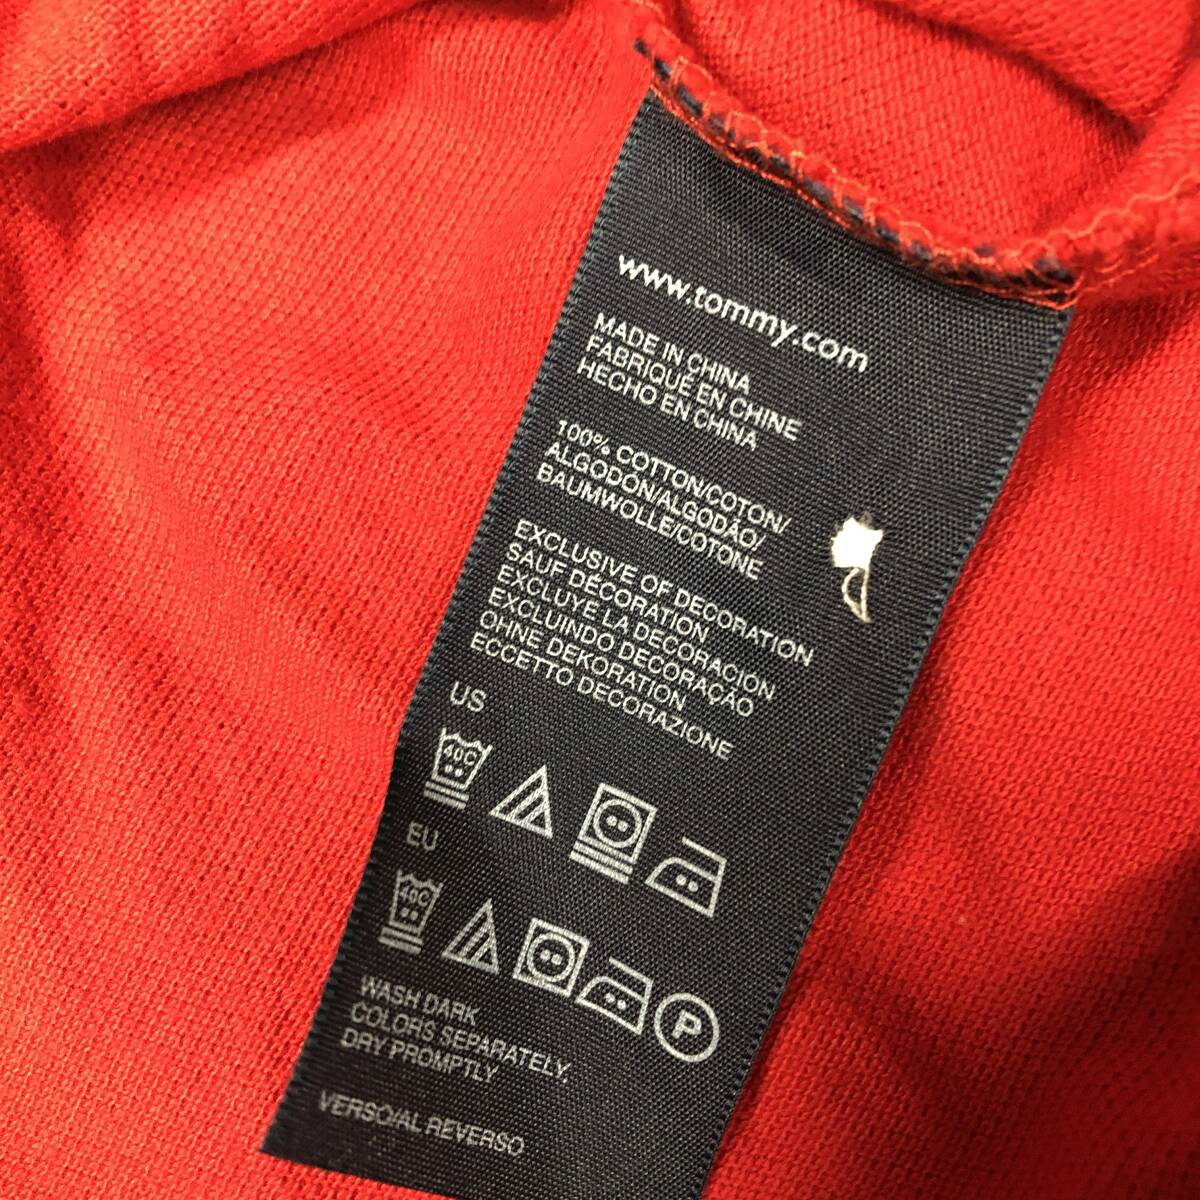 www.tommy.com
MADE IN CHINA
FABRIQUÉ EN CHINE
HECHO EN CHINA
100% COTTON/COTON/
ALGODÓN/ALGODÃO/
BAUMWOLLE/COTONE
EXCLUSIVE OF DECORATION
SAUF DÉCORATION
EXCLUYE LA DECORACIÓN
EXCLUINDO DECORAÇÃO
OHNE DEKORATION
ECCETTO DECORAZIONE
US
40C
EU
40C
P
WASH DARK
COLORS SEPARATELY,
DRY PROMPTLY
VERSO/AL REVERSO